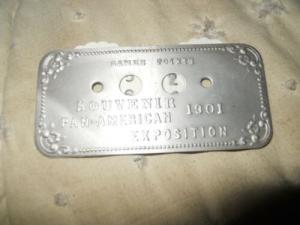 SOUVENIR 1901
PAN-AMERICAN
EXPOSITION